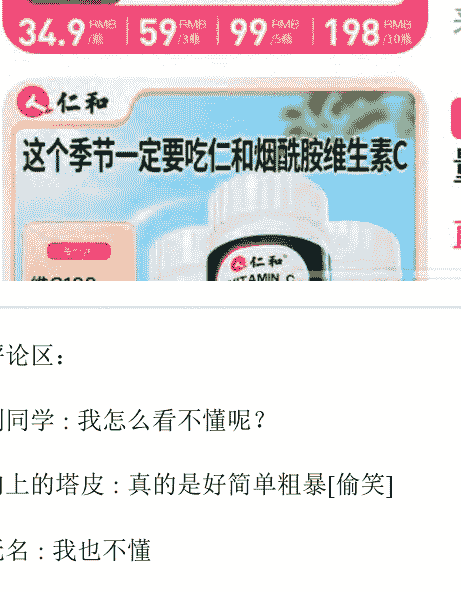 34.9 RMB/瓶 59 RMB/3瓶 99 RMB/5瓶 198 RMB/10瓶
仁和
这个季节一定要吃仁和烟酰胺维生素C
仁和
VITAMIN C
评论区：
同学：我怎么看不懂呢？
上的塔皮：真的是好简单粗暴[偷笑]
名：我也不懂